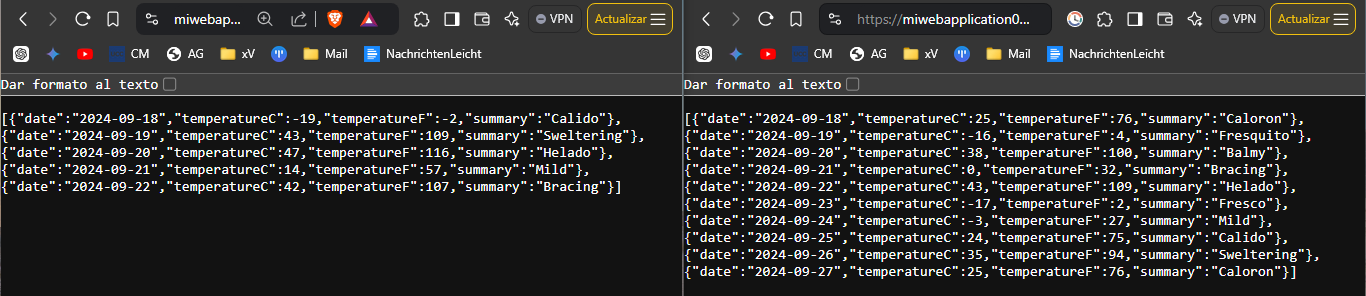 miwebap...
VPN
Actualizar
CM
AG
xV
Mail
NachrichtenLeicht
Dar formato al texto
[{"date":"2024-09-18","temperatureC":-19,"temperatureF":-2,"summary":"Calido"},
{"date":"2024-09-19","temperatureC":43,"temperatureF":109,"summary":"Sweltering"},
{"date":"2024-09-20","temperatureC":47,"temperatureF":116,"summary":"Helado"},
{"date":"2024-09-21","temperatureC":14,"temperatureF":57,"summary":"Mild"},
{"date":"2024-09-22","temperatureC":42,"temperatureF":107,"summary":"Bracing"}]
https://miwebapplication0...
VPN
Actualizar
CM
AG
xV
Mail
NachrichtenLeicht
Dar formato al texto
[{"date":"2024-09-18","temperatureC":25,"temperatureF":76,"summary":"Caloron"},
{"date":"2024-09-19","temperatureC":-16,"temperatureF":4,"summary":"Fresquito"},
{"date":"2024-09-20","temperatureC":38,"temperatureF":100,"summary":"Balmy"},
{"date":"2024-09-21","temperatureC":0,"temperatureF":32,"summary":"Bracing"},
{"date":"2024-09-22","temperatureC":43,"temperatureF":109,"summary":"Helado"},
{"date":"2024-09-23","temperatureC":-17,"temperatureF":2,"summary":"Fresco"},
{"date":"2024-09-24","temperatureC":-3,"temperatureF":27,"summary":"Mild"},
{"date":"2024-09-25","temperatureC":24,"temperatureF":75,"summary":"Calido"},
{"date":"2024-09-26","temperatureC":35,"temperatureF":94,"summary":"Sweltering"},
{"date":"2024-09-27","temperatureC":25,"temperatureF":76,"summary":"Caloron"}]